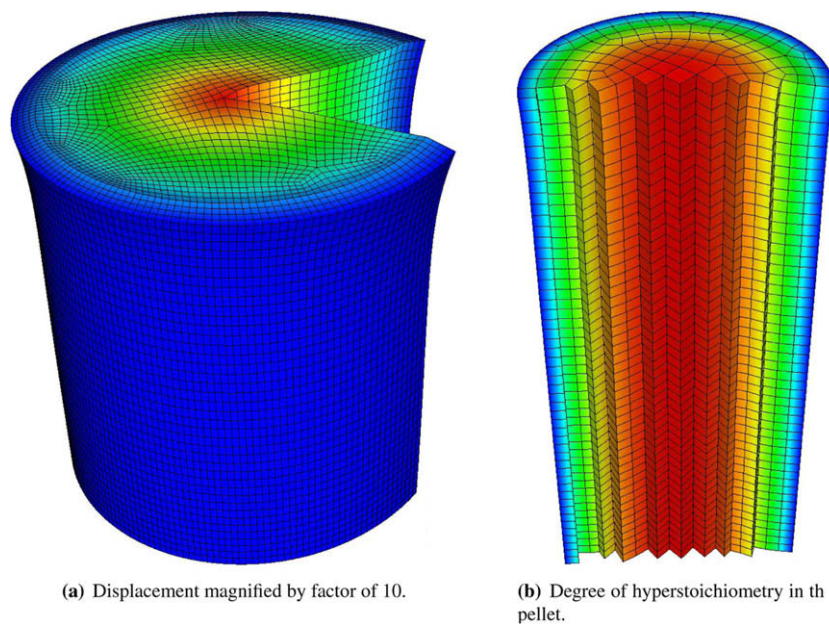 (a) Displacement magnified by factor of 10.
(b) Degree of hyperstoichiometry in th
pellet.